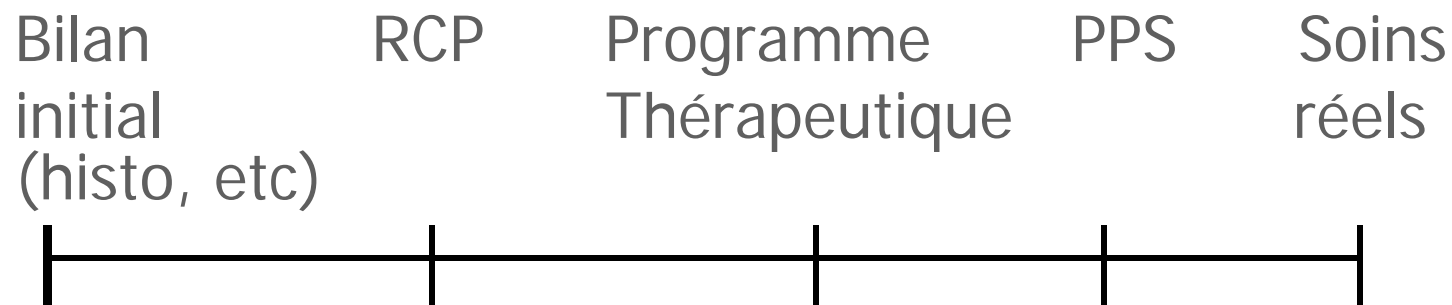 Bilan
initial
(histo, etc)
RCP
Programme
Thérapeutique
PPS
Soins
réels